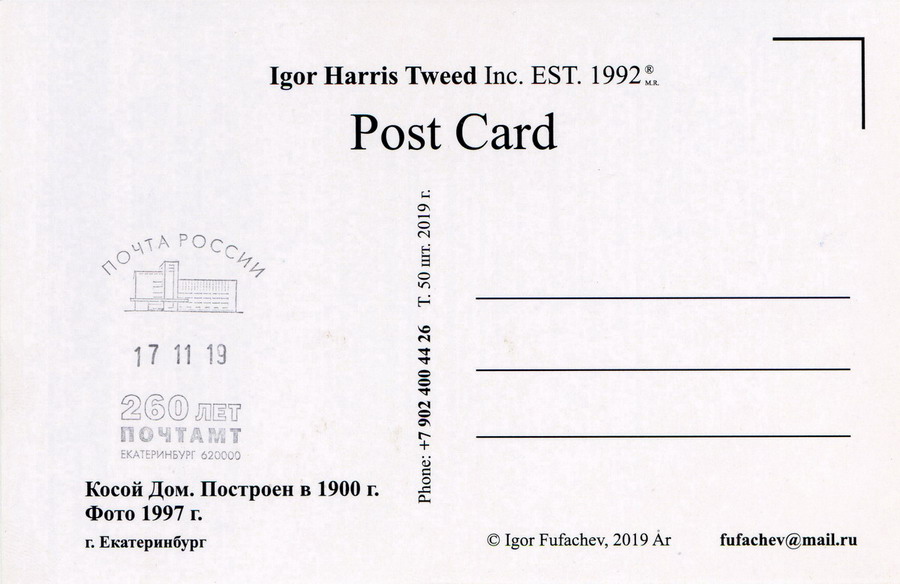 Igor Harris Tweed Inc. EST. 1992®
M.R.
Post Card
ПОЧТА РОССИИ
17 11 19
260 ЛЕТ
ПОЧТАМТ
ЕКАТЕРИНБУРГ 620000
Косой Дом. Построен в 1900 г.
Фото 1997 г.
г. Екатеринбург
Phone: +7 902 400 44 26 Т. 50 шт. 2019 г.
© Igor Fufachev, 2019 Ár
fufachev@mail.ru